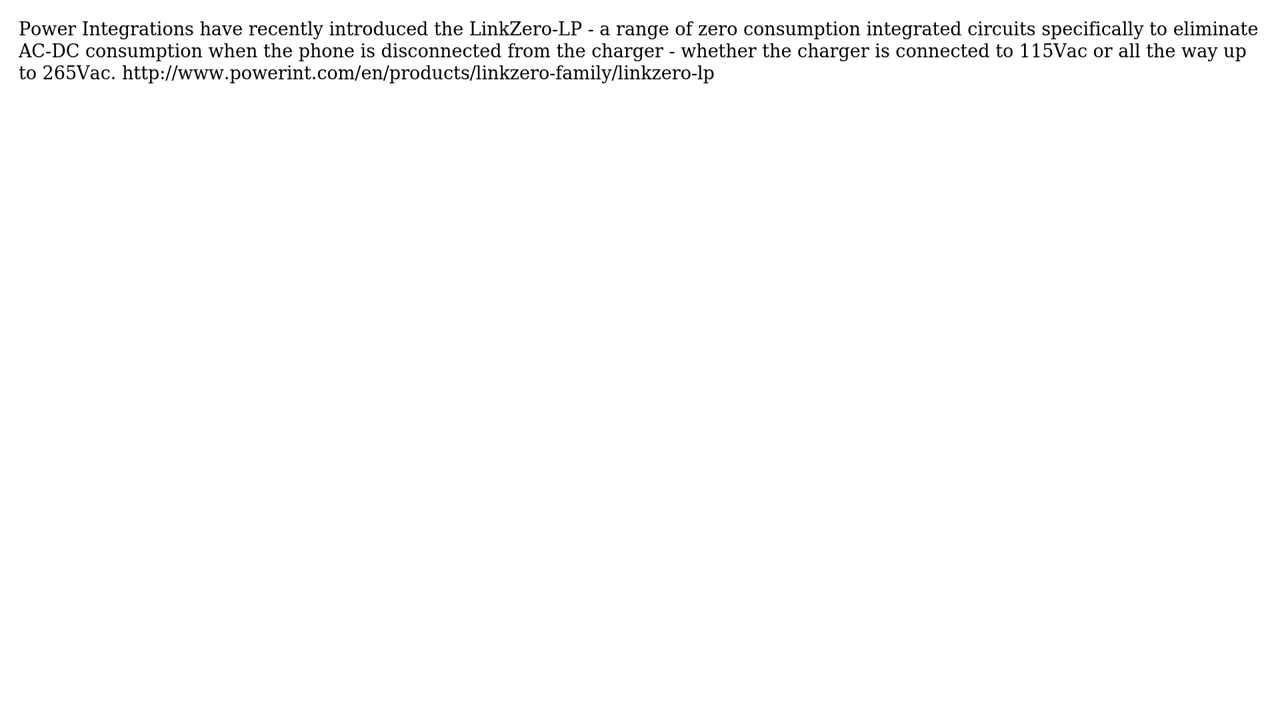 Power Integrations have recently introduced the LinkZero-LP - a range of zero consumption integrated circuits specifically to eliminate
AC-DC consumption when the phone is disconnected from the charger - whether the charger is connected to 115Vac or all the way up
to 265Vac. http://www.powerint.com/en/products/linkzero-family/linkzero-lp